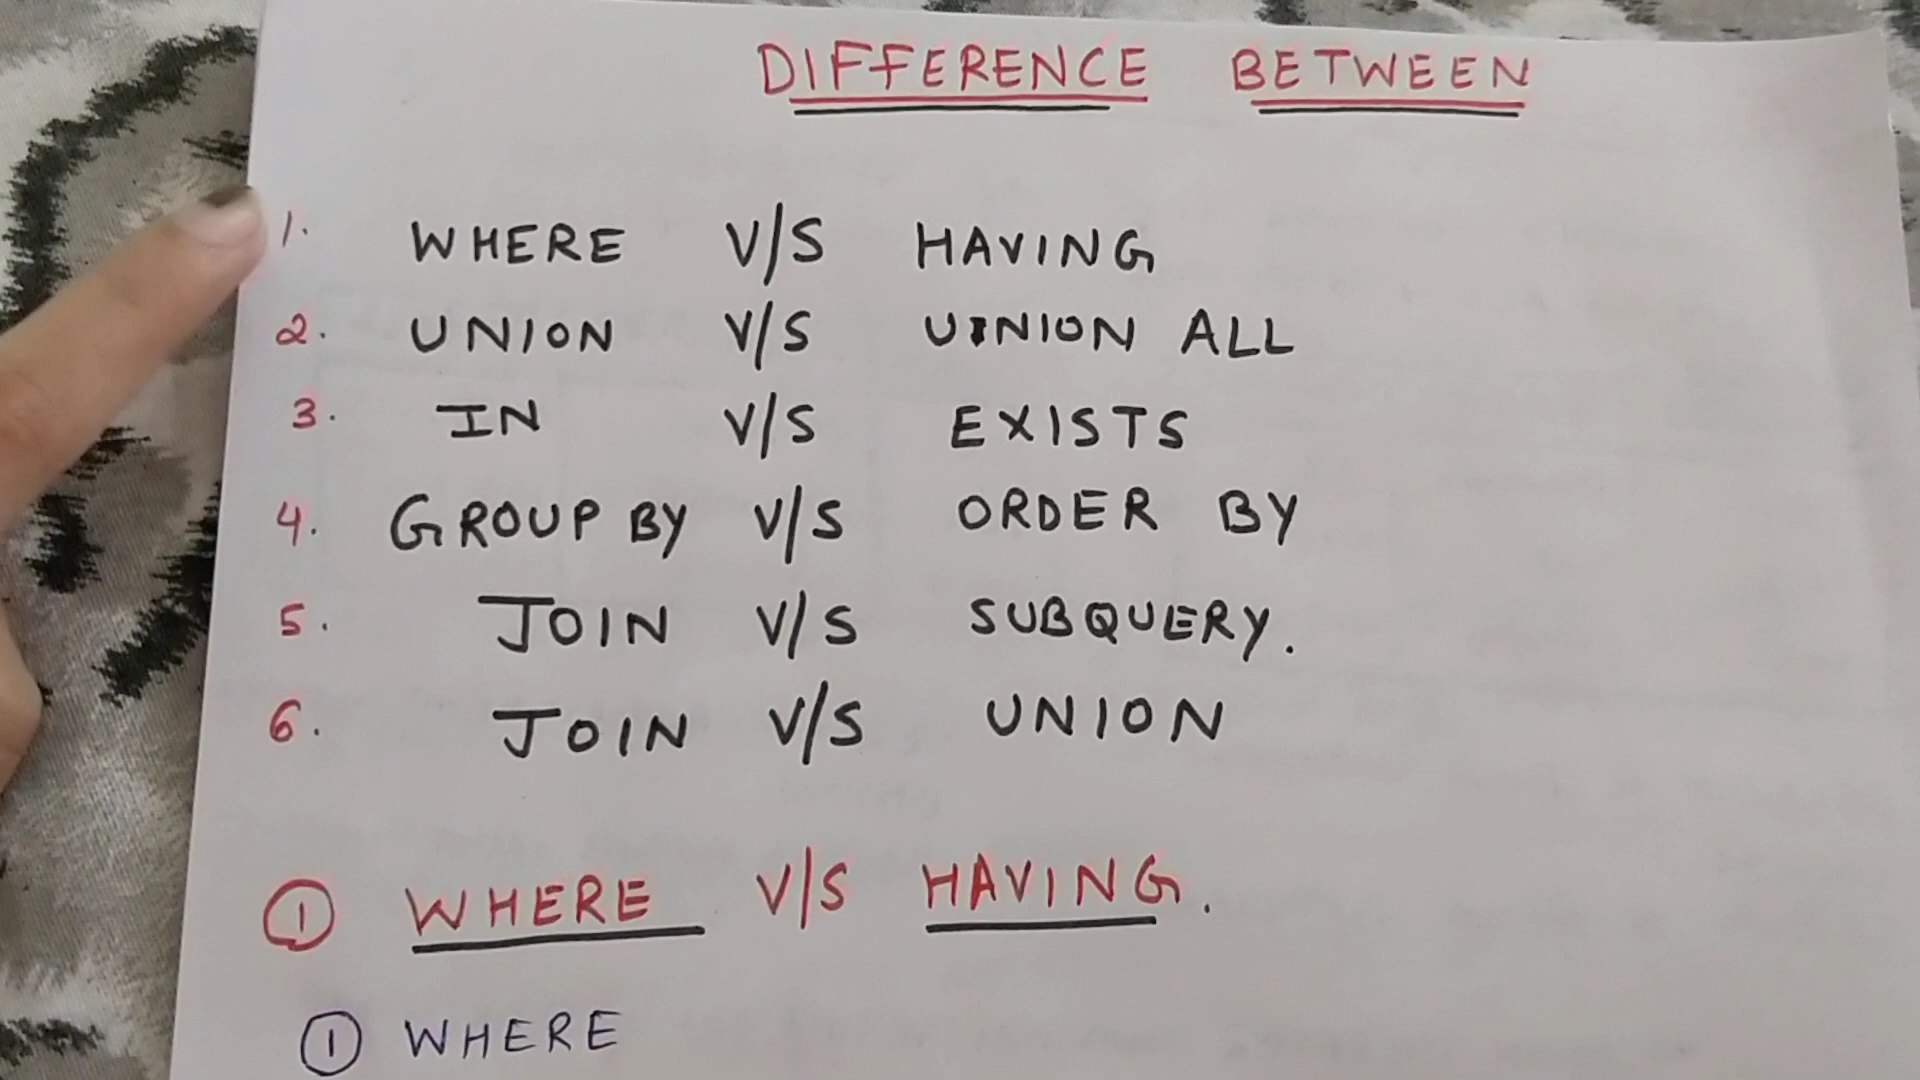 DIFFERENCE BETWEEN
1. WHERE V/S HAVING
2. UNION V/S UNION ALL
3. IN V/S EXISTS
4. GROUP BY V/S ORDER BY
5. JOIN V/S SUBQUERY.
6. JOIN V/S UNION
① WHERE V/S HAVING.
① WHERE